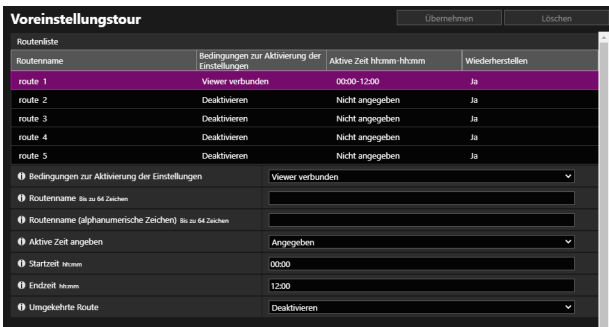 Voreinstellungstour
Übernehmen
Löschen
Routenliste
Routenname
Bedingungen zur Aktivierung der
Einstellungen
Aktive Zeit hh:mm-hh:mm
Wiederherstellen
route 1 Viewer verbunden 00:00-12:00 Ja
route 2 Deaktivieren Nicht angegeben Ja
route 3 Deaktivieren Nicht angegeben Ja
route 4 Deaktivieren Nicht angegeben Ja
route 5 Deaktivieren Nicht angegeben Ja
Bedingungen zur Aktivierung der Einstellungen Viewer verbunden
Routenname Bis zu 64 Zeichen
Routenname (alphanumerische Zeichen) Bis zu 64 Zeichen
Aktive Zeit angeben Angegeben
Startzeit hh:mm 00:00
Endzeit hh:mm 12:00
Umgekehrte Route Deaktivieren